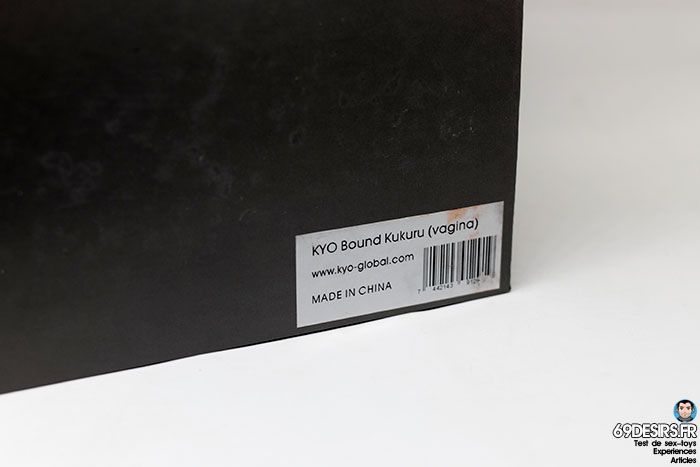 KYO Bound Kukuru (vagina)
www.kyo-global.com
MADE IN CHINA
69DESIRS.FR
Test de sex-toys
Experiences
Articles